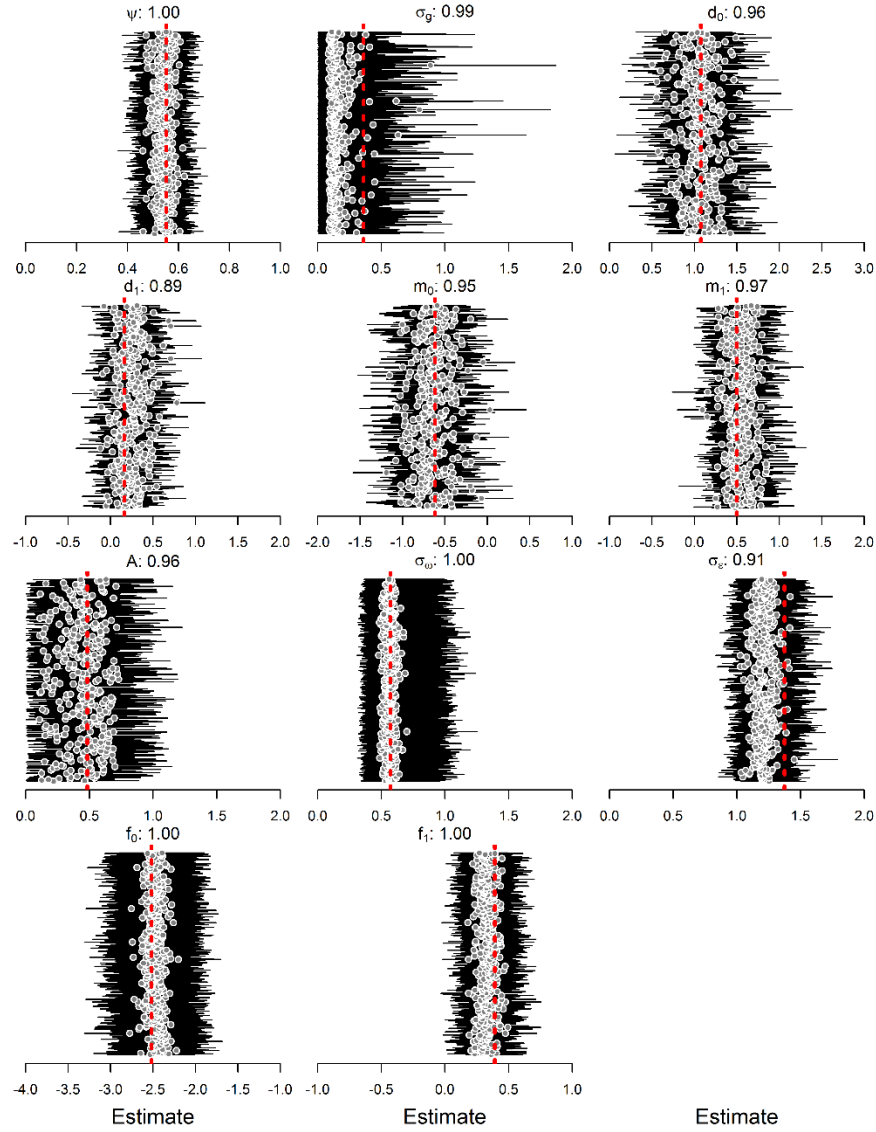 ψ: 1.00 σg: 0.99 d0: 0.96
0.0 0.2 0.4 0.6 0.8 1.0 0.0 0.5 1.0 1.5 2.0 0.0 0.5 1.0 1.5 2.0 2.5 3.0
d1: 0.89 m0: 0.95 m1: 0.97
-1.0 -0.5 0.0 0.5 1.0 1.5 2.0 -2.0 -1.5 -1.0 -0.5 0.0 0.5 1.0 -1.0 -0.5 0.0 0.5 1.0 1.5 2.0
A: 0.96 σω: 1.00 σε: 0.91
0.0 0.5 1.0 1.5 2.0 0.0 0.5 1.0 1.5 2.0 0.0 0.5 1.0 1.5 2.0
f0: 1.00 f1: 1.00
-4.0 -3.5 -3.0 -2.5 -2.0 -1.5 -1.0 -1.0 -0.5 0.0 0.5 1.0
Estimate Estimate Estimate